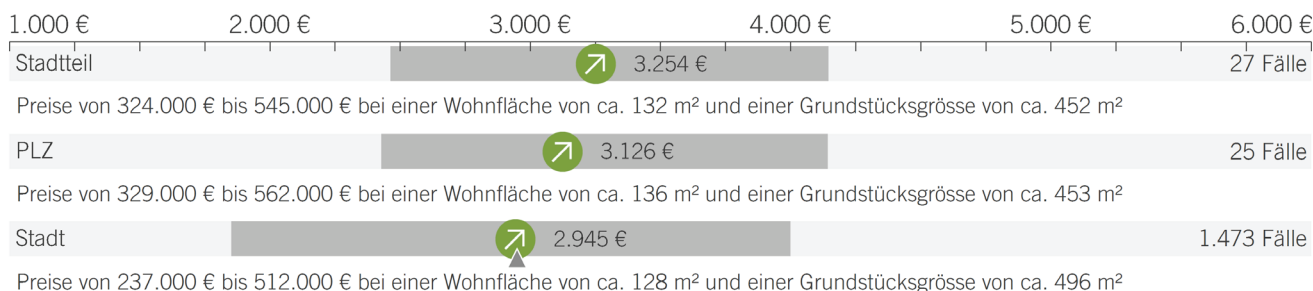 1.000 € 2.000 € 3.000 € 4.000 € 5.000 € 6.000 €
Stadtteil 3.254 € 27 Fälle
Preise von 324.000 € bis 545.000 € bei einer Wohnfläche von ca. 132 m² und einer Grundstücksgrösse von ca. 452 m²
PLZ 3.126 € 25 Fälle
Preise von 329.000 € bis 562.000 € bei einer Wohnfläche von ca. 136 m² und einer Grundstücksgrösse von ca. 453 m²
Stadt 2.945 € 1.473 Fälle
Preise von 237.000 € bis 512.000 € bei einer Wohnfläche von ca. 128 m² und einer Grundstücksgrösse von ca. 496 m²